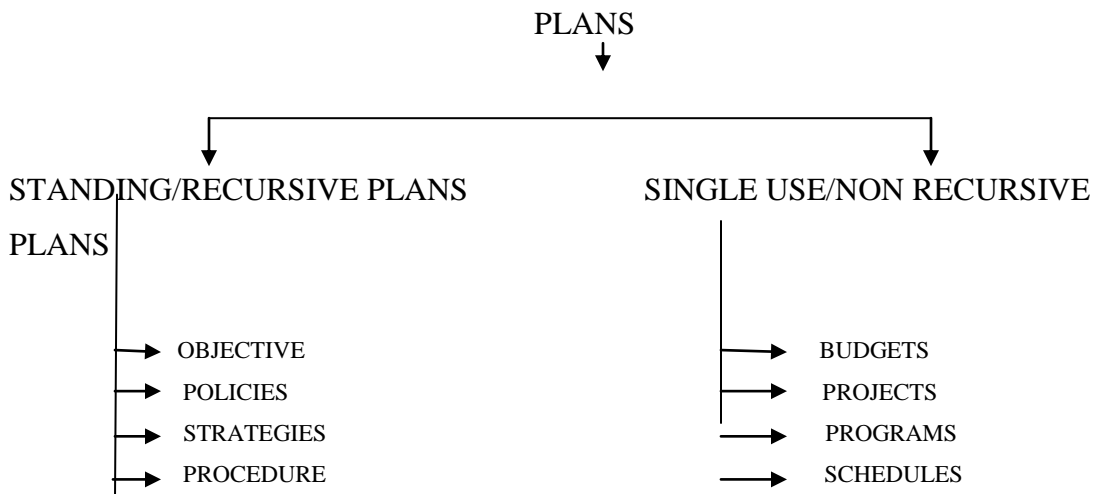 PLANS
STANDING/RECURSIVE PLANS SINGLE USE/NON RECURSIVE
PLANS
OBJECTIVE BUDGETS
POLICIES PROJECTS
STRATEGIES PROGRAMS
PROCEDURE SCHEDULES